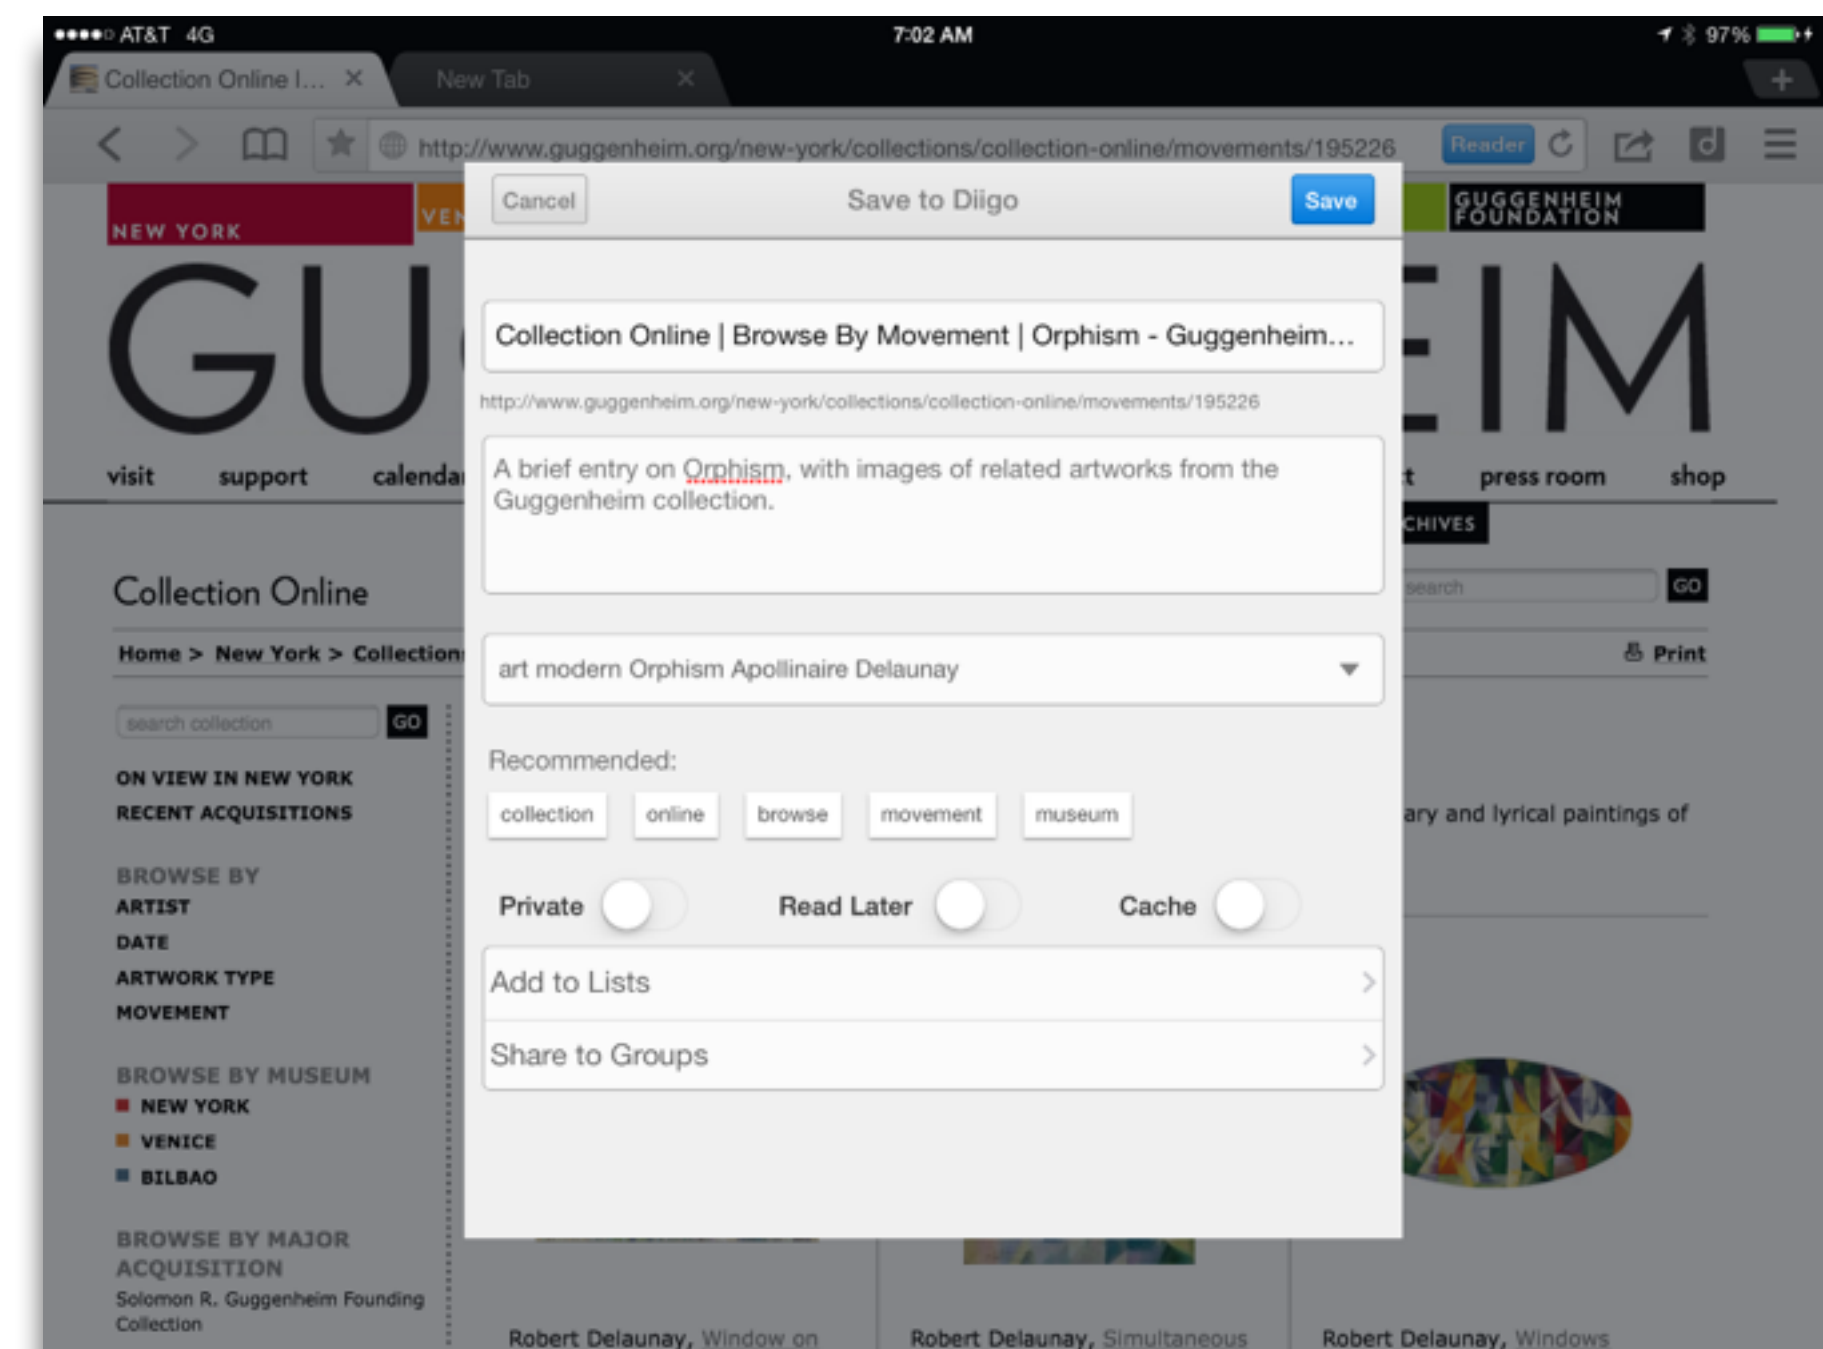 AT&T 4G 7:02 AM 97%
Collection Online I... New Tab
http://www.guggenheim.org/new-york/collections/collection-online/movements/195226 Reader
NEW YORK VEN GUGGENHEIM
FOUNDATION
GU EIM
visit support calenda t press room shop
CHIVES
Cancel Save to Diigo Save
Collection Online | Browse By Movement | Orphism - Guggenheim...
http://www.guggenheim.org/new-york/collections/collection-online/movements/195226
A brief entry on Orphism, with images of related artworks from the
Guggenheim collection.
art modern Orphism Apollinaire Delaunay
Recommended:
collection online browse movement museum
Private Read Later Cache
Add to Lists
Share to Groups
Collection Online
search GO
Home > New York > Collection
Print
search collection GO
ON VIEW IN NEW YORK
RECENT ACQUISITIONS
BROWSE BY
ARTIST
DATE
ARTWORK TYPE
MOVEMENT
BROWSE BY MUSEUM
NEW YORK
VENICE
BILBAO
BROWSE BY MAJOR
ACQUISITION
Solomon R. Guggenheim Founding
Collection
ary and lyrical paintings of
Robert Delaunay, Window on
Robert Delaunay, Simultaneous
Robert Delaunay, Windows